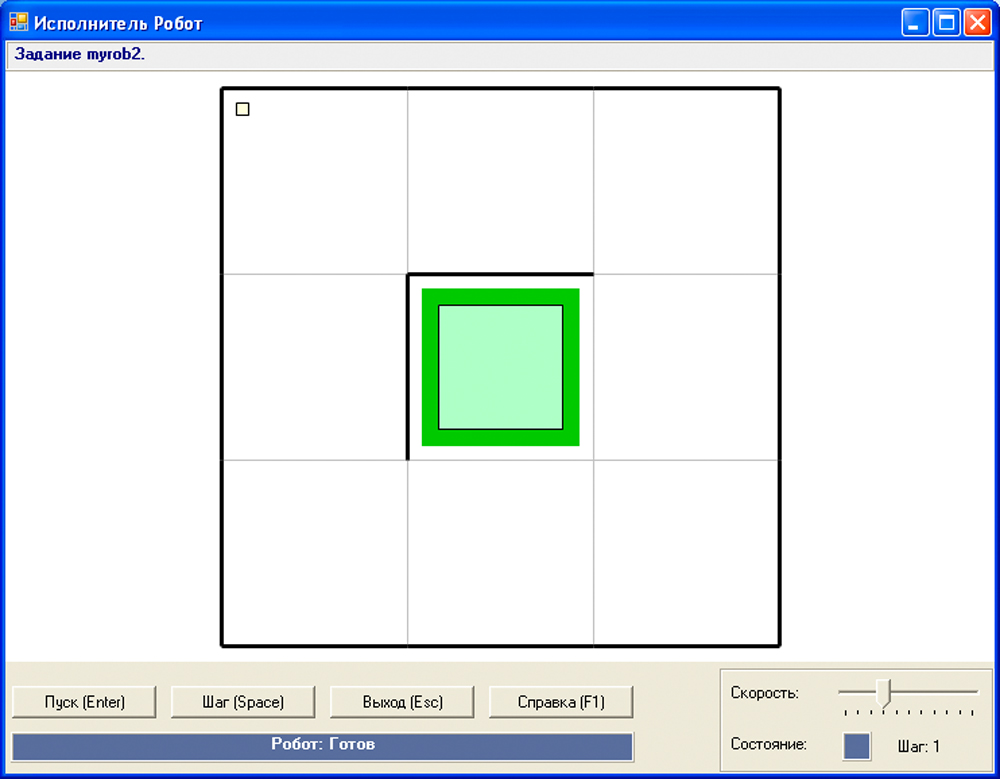 Исполнитель Робот
Задание myrob2.
Пуск (Enter)
Шаг (Space)
Выход (Esc)
Справка (F1)
Скорость:
Робот: Готов
Состояние:
Шаг: 1